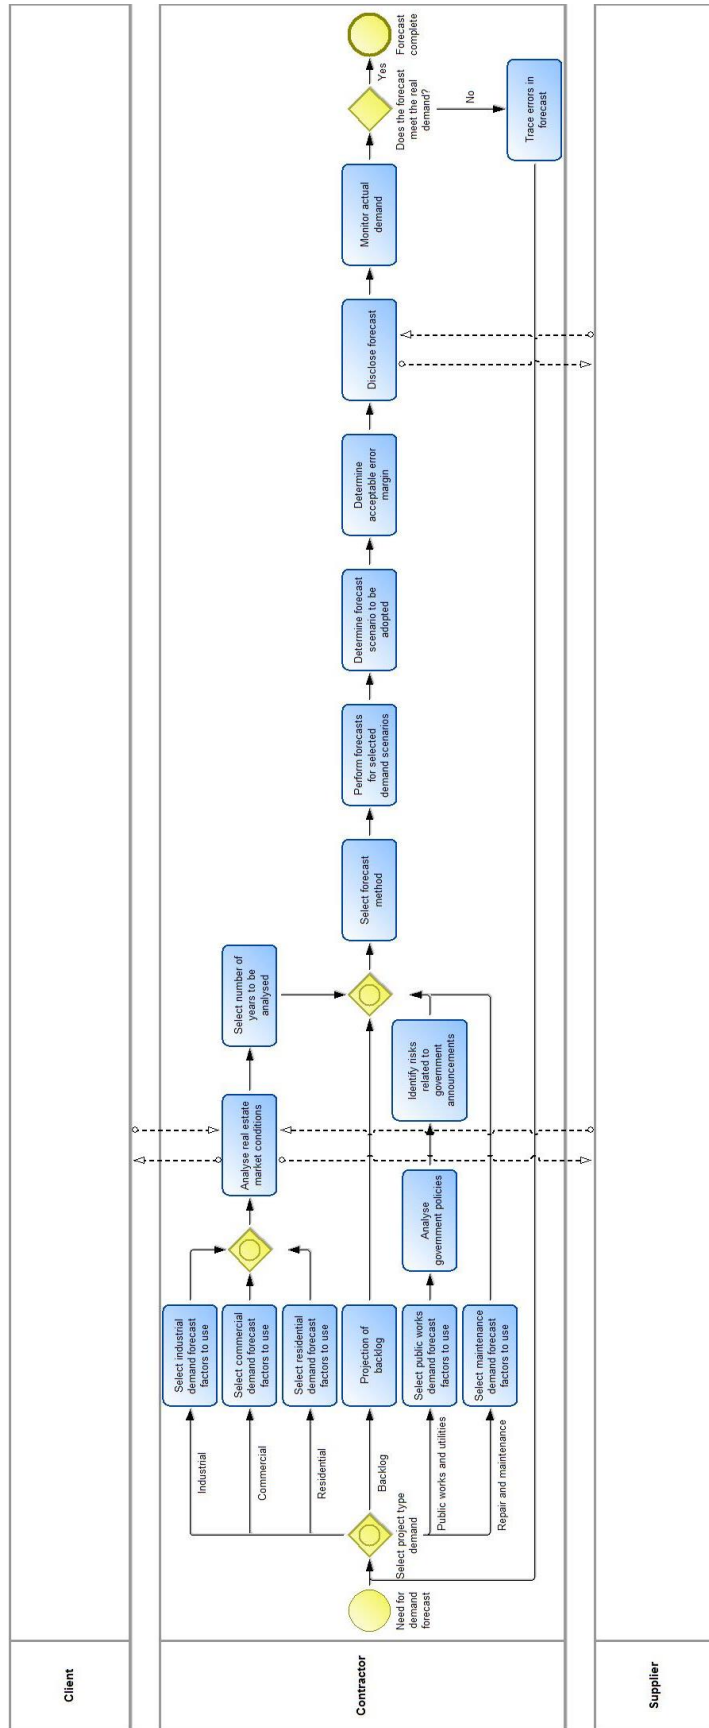 Client
Contractor
Supplier
Need for
demand
forecast
Select project type
demand
Industrial
Commercial
Residential
Backlog
Public works and utilities
Repair and maintenance
Select industrial
demand forecast
factors to use
Select commercial
demand forecast
factors to use
Select residential
demand forecast
factors to use
Projection of
backlog
Select public works
demand forecast
factors to use
Select maintenance
demand forecast
factors to use
Analyse real estate
market conditions
Analyse
government policies
Select number of
years to be
analysed
Identify risks
related to
government
announcements
Select forecast
method
Perform forecasts
for selected
demand scenarios
Determine forecast
scenario to be
adopted
Determine
acceptable error
margin
Disclose forecast
Monitor actual
demand
Does the forecast
meet the real
demand?
Yes
No
Forecast
complete
Trace errors in
forecast